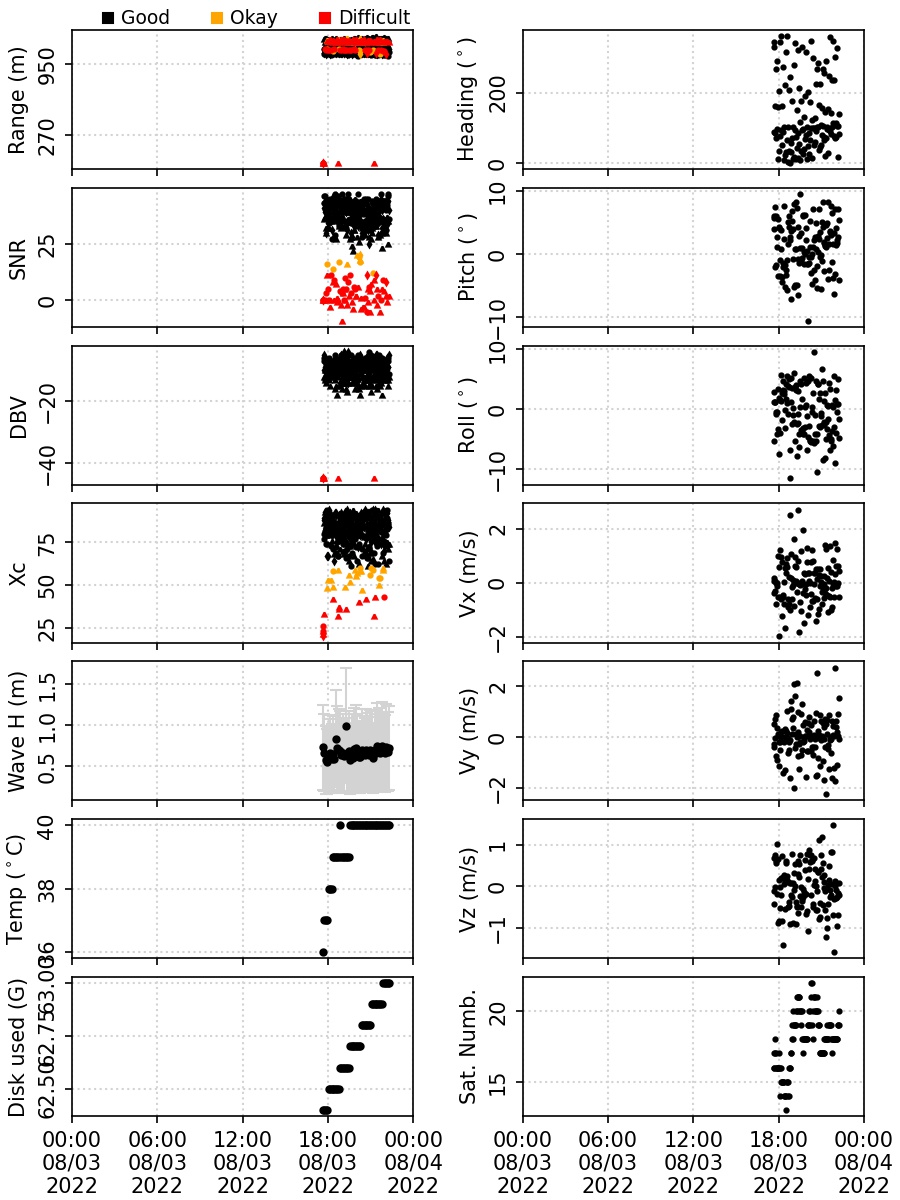 Good Okay Difficult
Range (m)
950
270
Heading (°)
200
0
SNR
25
0
Pitch (°)
10
0
−10
DBV
−20
−40
Roll (°)
10
0
−10
Xc
75
50
25
Vx (m/s)
2
0
−2
Wave H (m)
1.5
1.0
0.5
Vy (m/s)
2
0
−2
Temp (°C)
40
38
36
Vz (m/s)
1
0
−1
Disk used (G)
63.00
62.75
62.50
Sat. Numb.
20
15
00:00 06:00 12:00 18:00 00:00
08/03 08/03 08/03 08/03 08/04
2022 2022 2022 2022 2022
00:00 06:00 12:00 18:00 00:00
08/03 08/03 08/03 08/03 08/04
2022 2022 2022 2022 2022